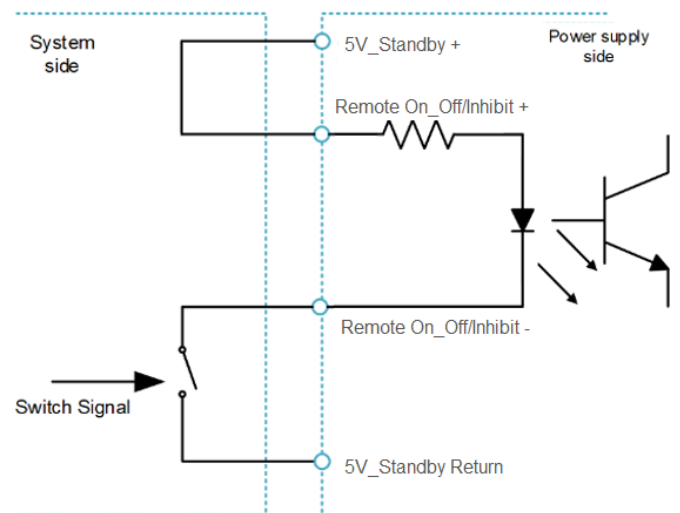 System
side
5V_Standby +
Power supply
side
Remote On_Off/Inhibit +
Remote On_Off/Inhibit -
Switch Signal
5V_Standby Return